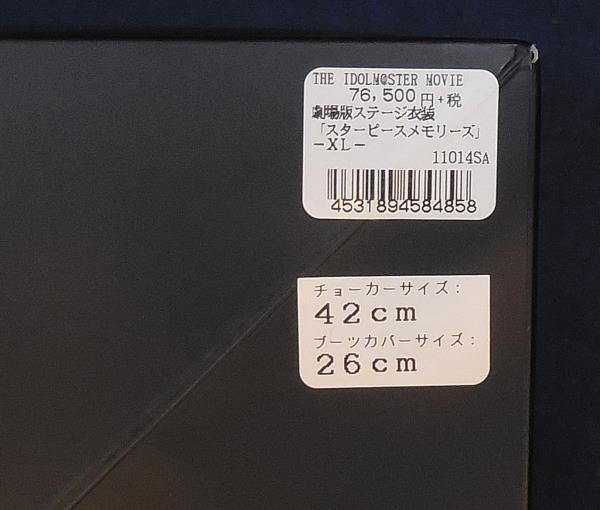 THE IDOLM@STER MOVIE
76,500円+税
劇場版ステージ衣装
「スターピースメモリーズ」
-XL-
11014SA
4531894584858
チョーカーサイズ:
42cm
ブーツカバーサイズ:
26cm